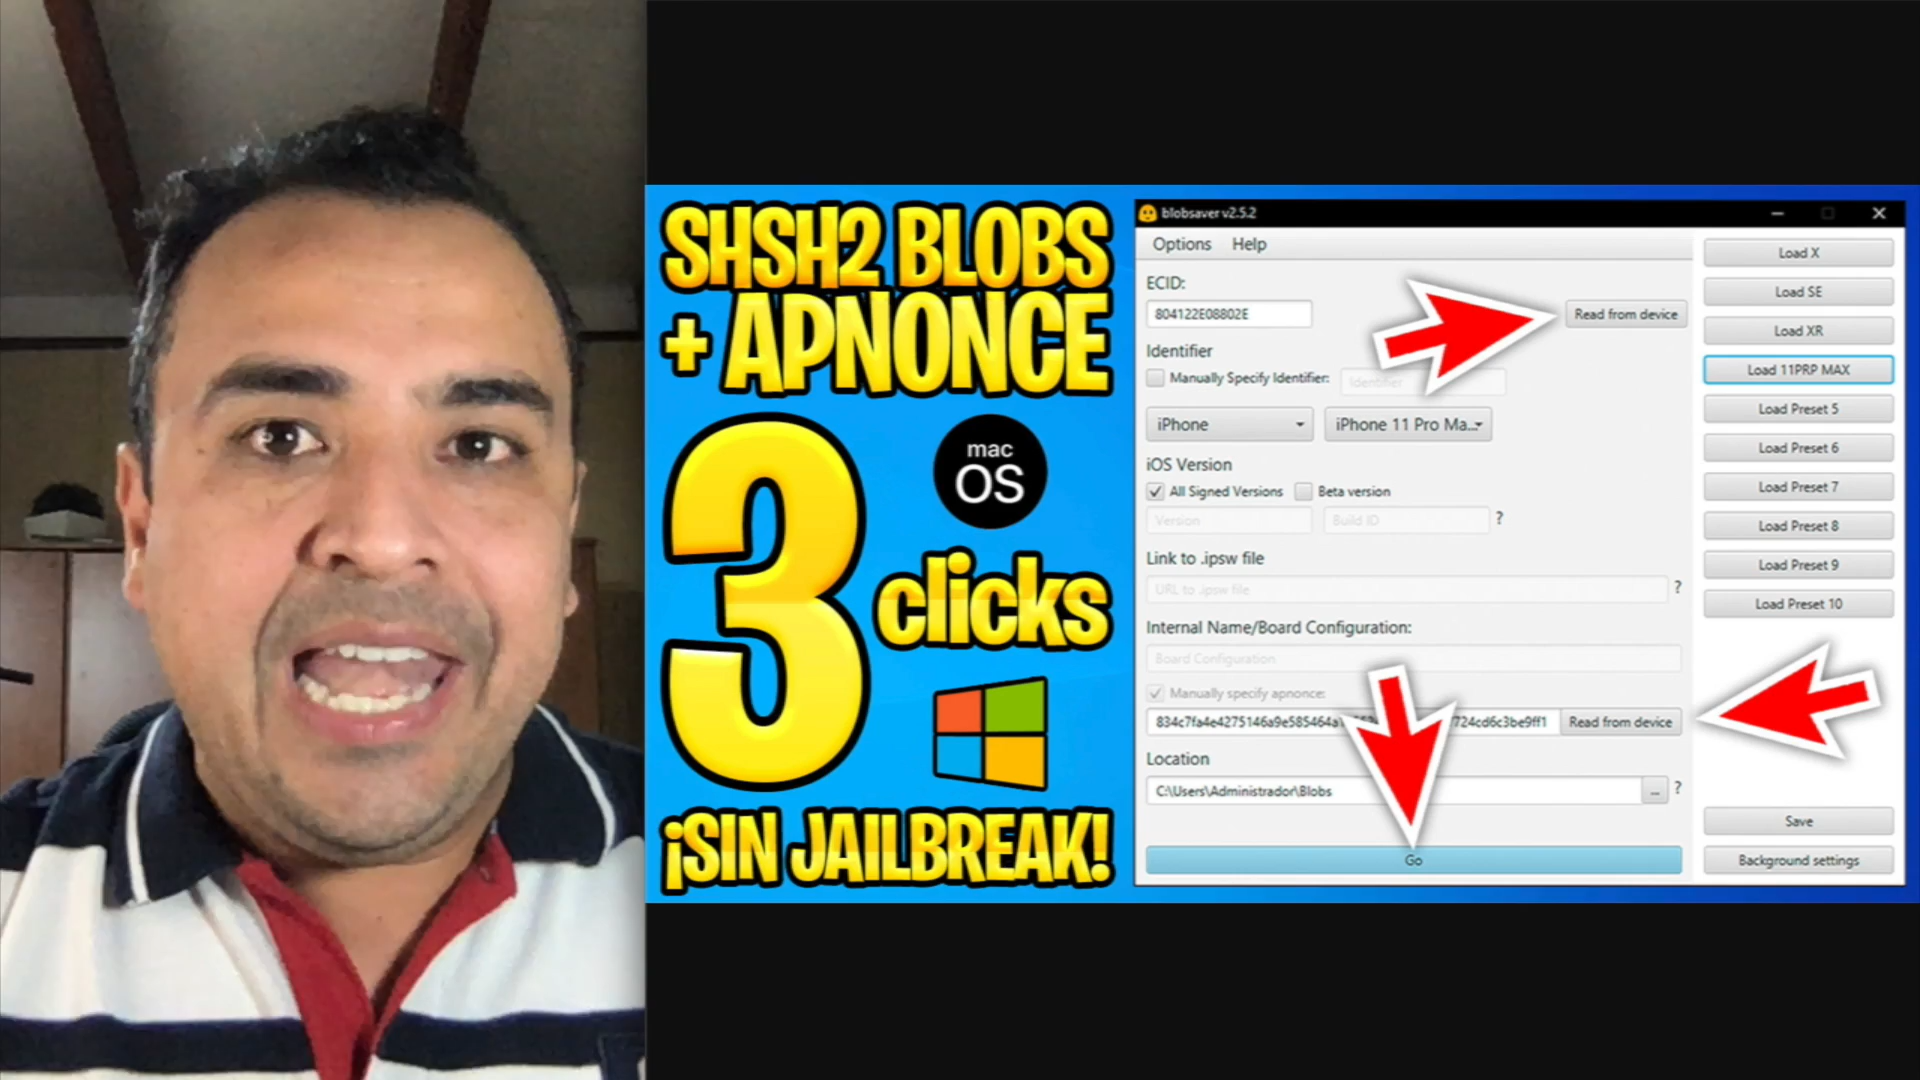 SHSH2 BLOBS
+ APNONCE
3
mac
OS
clicks
¡SIN JAILBREAK!
blobsaver v2.5.2
Options Help
ECID:
804122E08802E
Read from device
Identifier
Manually Specify Identifier:
Identifier
iPhone
iPhone 11 Pro Ma...
iOS Version
All Signed Versions
Beta version
Version
Build ID
?
Link to .ipsw file
URL to .ipsw file
?
Internal Name/Board Configuration:
Board Configuration
Manually specify apnonce:
Read from device
Location
C:\Users\Administrador\Blobs
...
?
Go
Load X
Load SE
Load XR
Load 11PRP MAX
Load Preset 5
Load Preset 6
Load Preset 7
Load Preset 8
Load Preset 9
Load Preset 10
Save
Background settings